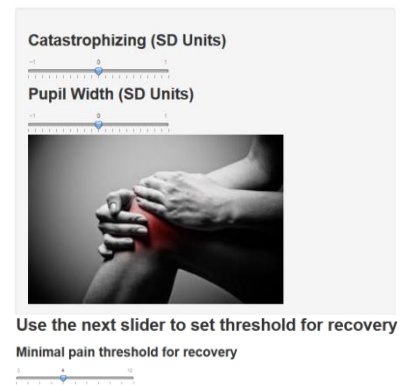 Catastrophizing (SD Units)
-1 0 1
Pupil Width (SD Units)
-1 0 1
Use the next slider to set threshold for recovery
Minimal pain threshold for recovery
4 10